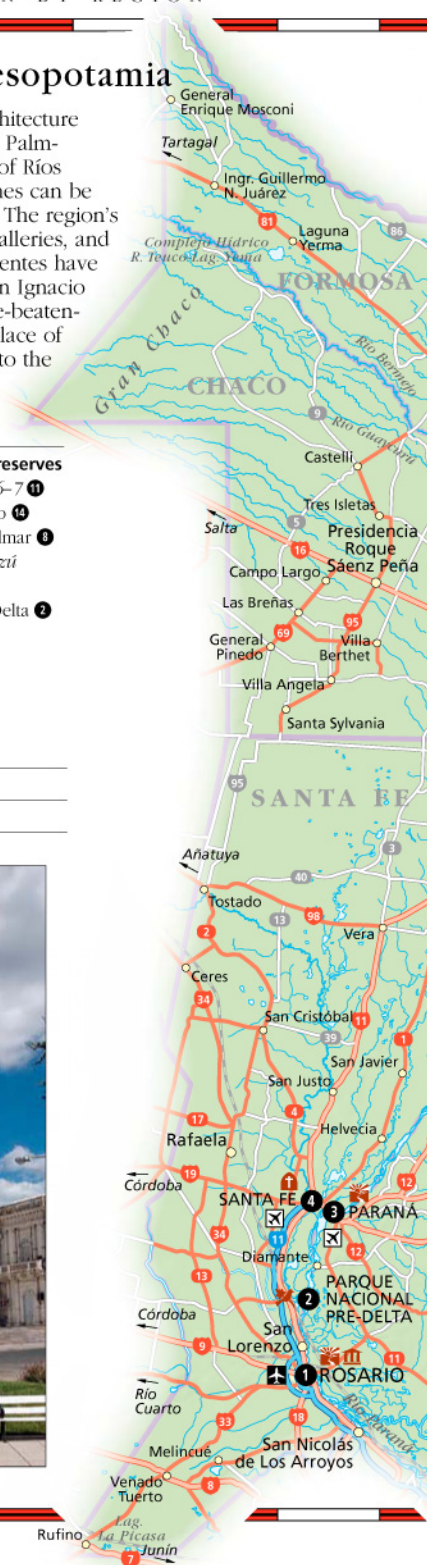 esopotamia
hitecture
Palm-
of Ríos
nes can be
The region's
alleries, and
entes have
n Ignacio
e-beaten-
lace of
to the
reserves
6–7 11
o 14
lmar 8
zú
Delta 2
General
Enrique Mosconi
Tartagal
Ingr. Guillermo
N. Juárez
81
Laguna
Yerma
86
Complejo Hídrico
R. Teuco-Lag. Yema
FORMOSA
Gran Chaco
Río Bermejo
CHACO
9
Río Guaycurú
Castelli
Tres Isletas
Salta
5
Presidencia
Roque
Sáenz Peña
16
Campo Largo
Las Breñas
95
69
General
Pinedo
Villa
Berthet
Villa Angela
Santa Sylvania
95
SANTA FE
3
Añatuya
40
Tostado
13
98
2
Vera
Ceres
34
San Cristóbal
11
39
1
San Javier
San Justo
4
17
Helvecia
Rafaela
19
Córdoba
12
SANTA FE 4
3 PARANÁ
34
11
12
Diamante
13
2 PARQUE
NACIONAL
PRE-DELTA
Córdoba
San
Lorenzo
9
11
1 ROSARIO
Río
Cuarto
Río Paraná
33
18
San Nicolás
de Los Arroyos
Melincué
Venado
Tuerto
8
Lag.
La Picasa
Rufino
7
Junín